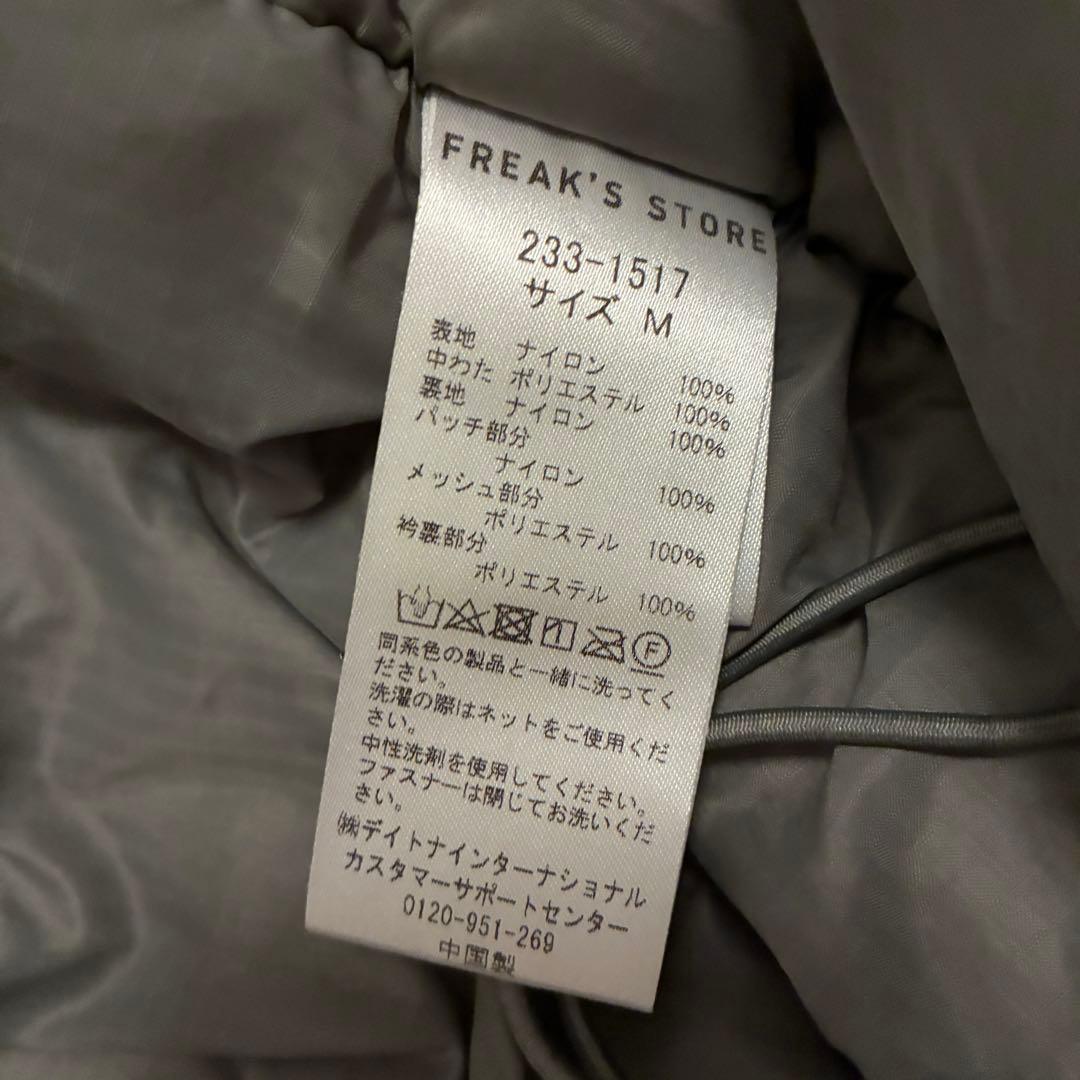 FREAK'S STORE
233-1517
サイズ M
表地 ナイロン 100%
中わた ポリエステル 100%
裏地 ナイロン 100%
パッチ部分
ナイロン 100%
メッシュ部分
ポリエステル 100%
衿裏部分
ポリエステル 100%
F
同系色の製品と一緒に洗ってく
ださい。
洗濯の際はネットをご使用くだ
さい。
中性洗剤を使用してください。
ファスナーは閉じてお洗いくだ
さい。
㈱デイトナインターナショナル
カスタマーサポートセンター
0120-951-269
中国製